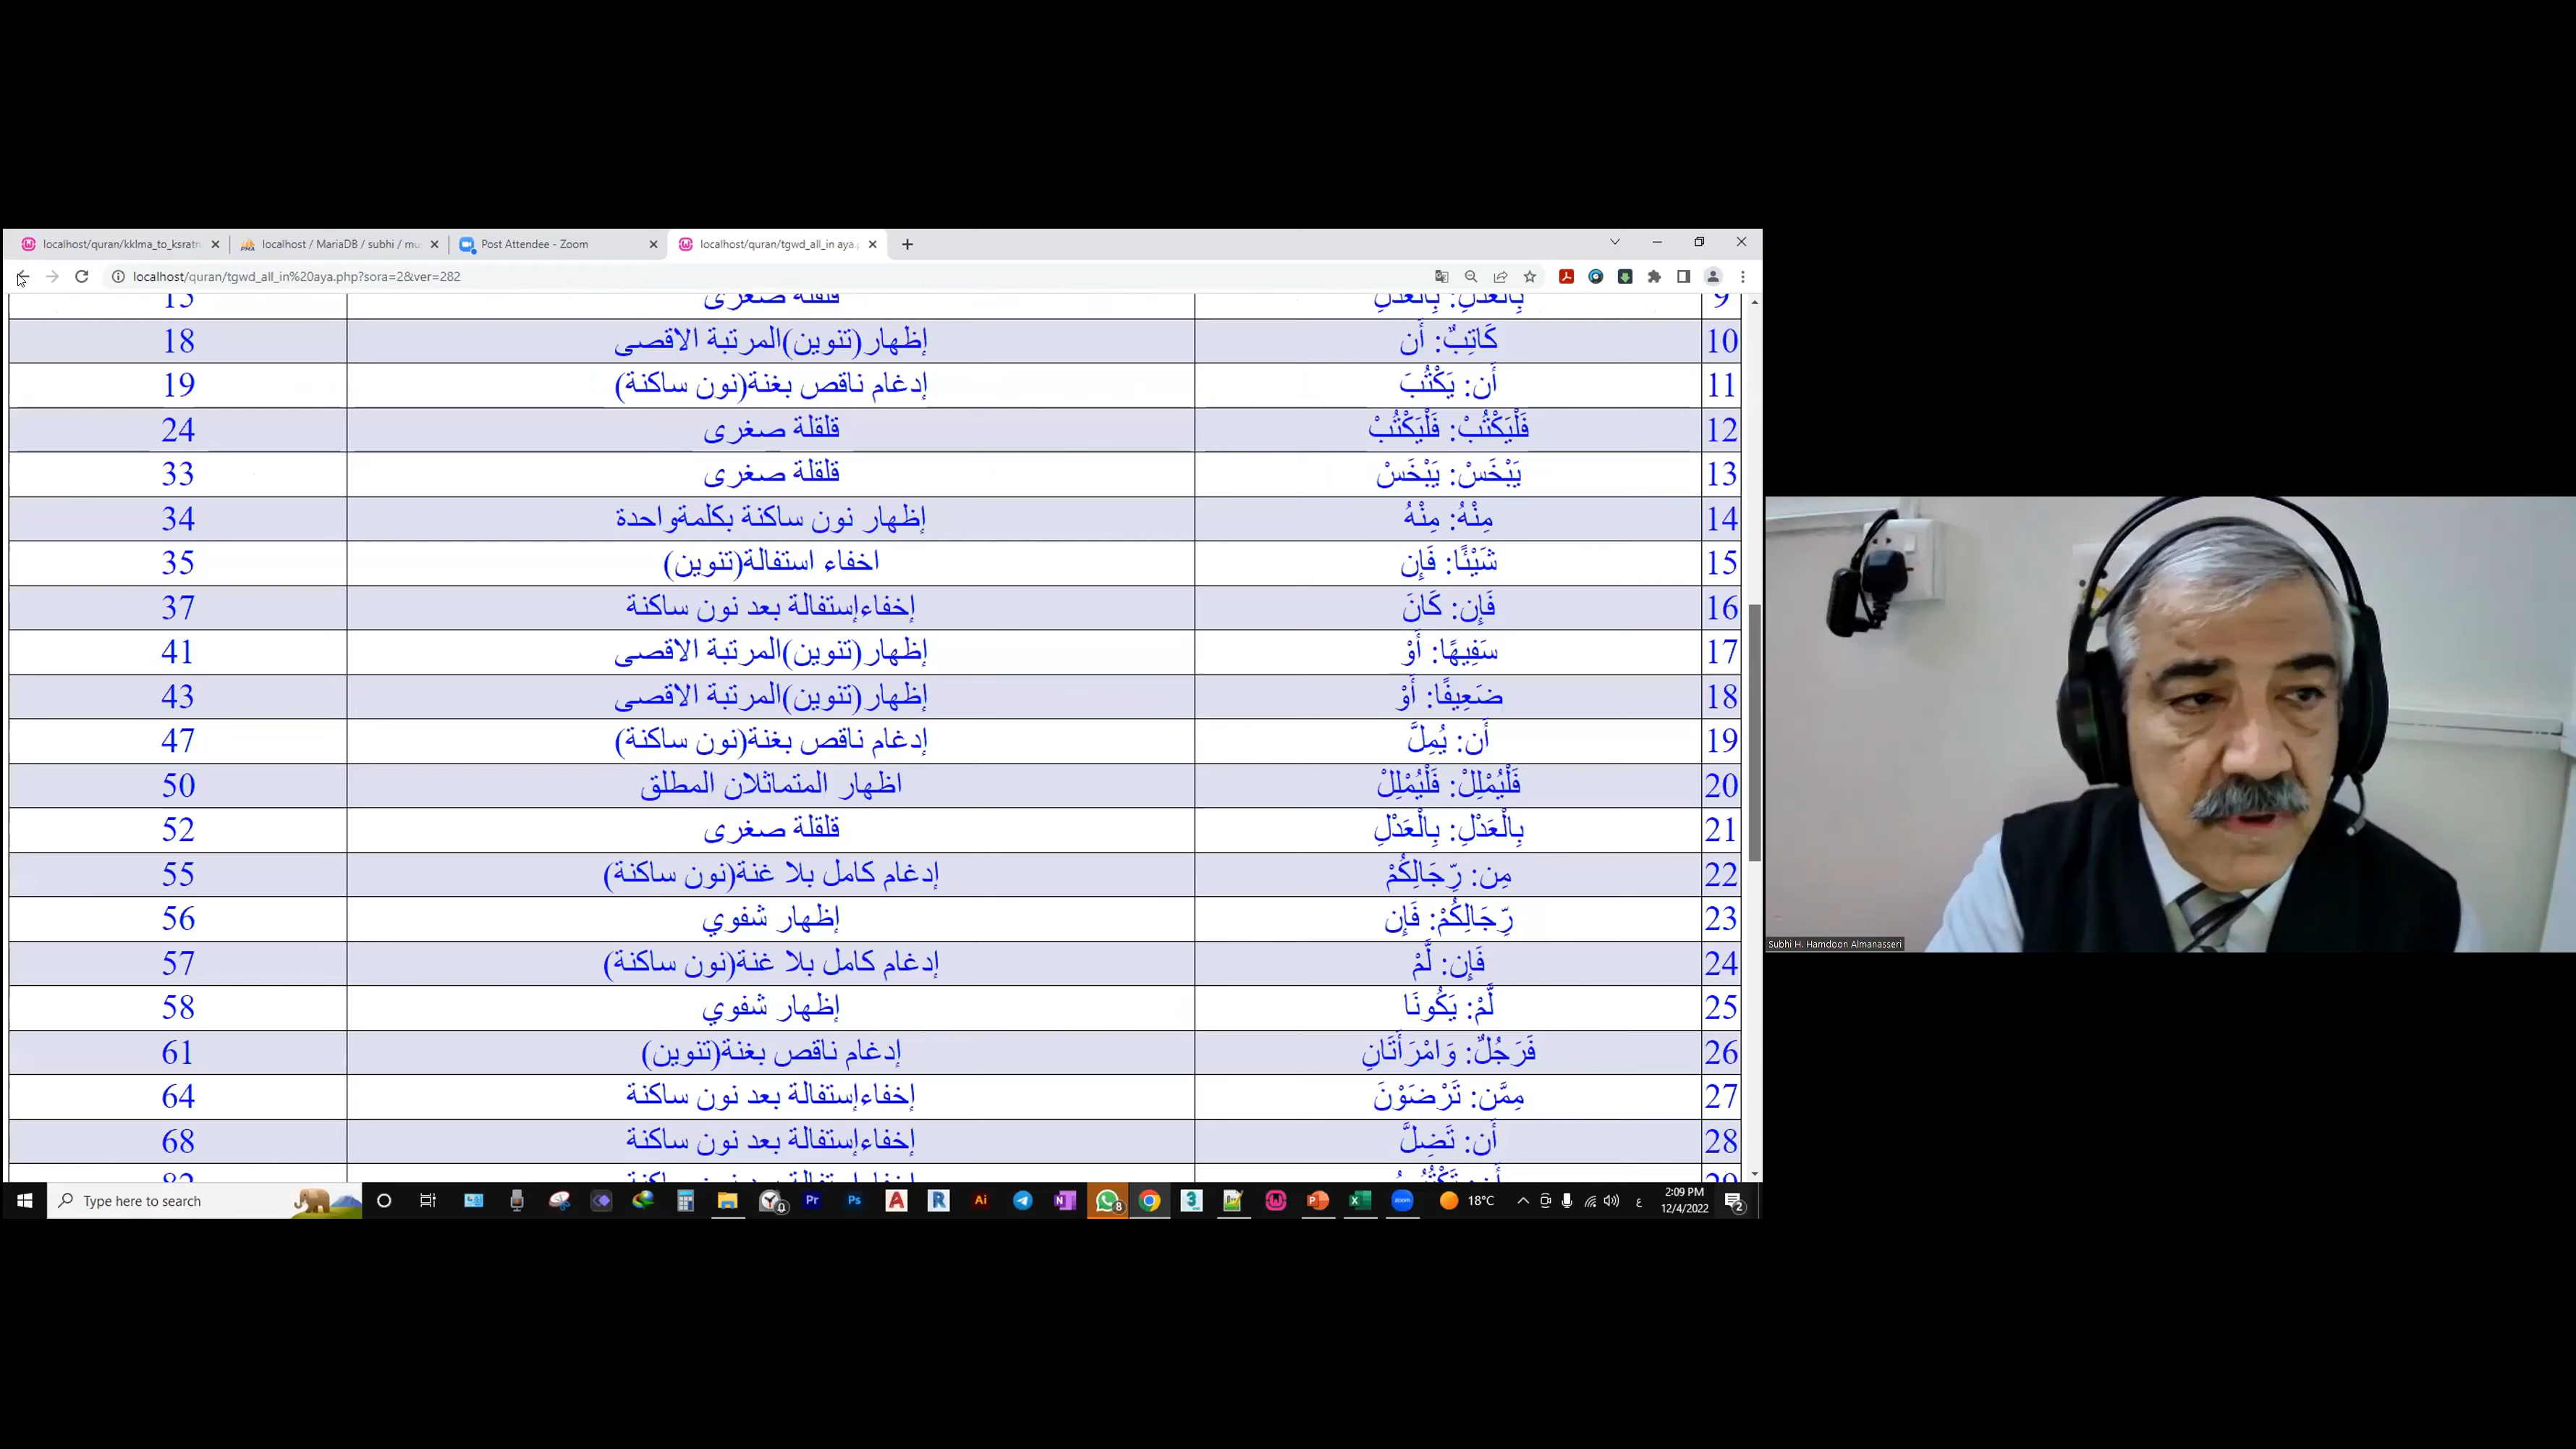 localhost/quran/kklma_to_ksratn
localhost / MariaDB / subhi / mu
Post Attendee - Zoom
localhost/quran/tgwd_all_in aya.
localhost/quran/tgwd_all_in%20aya.php?sora=2&ver=282
9 بِالْعَدْلِ: بِالْعَدْلِ قلقلة صغرى 15
10 كَاتِبٌ: أَن إظهار(تنوين)المرتبة الاقصى 18
11 أَن: يَكْتُبَ إدغام ناقص بغنة(نون ساكنة) 19
12 فَلْيَكْتُبْ: فَلْيَكْتُبْ قلقلة صغرى 24
13 يَبْخَسْ: يَبْخَسْ قلقلة صغرى 33
14 مِنْهُ: مِنْهُ إظهار نون ساكنة بكلمةواحدة 34
15 شَيْئًا: فَإِن اخفاء استفالة(تنوين) 35
16 فَإِن: كَانَ إخفاءإستفالة بعد نون ساكنة 37
17 سَفِيهًا: أَوْ إظهار(تنوين)المرتبة الاقصى 41
18 ضَعِيفًا: أَوْ إظهار(تنوين)المرتبة الاقصى 43
19 أَن: يُمِلَّ إدغام ناقص بغنة(نون ساكنة) 47
20 فَلْيُمْلِلْ: فَلْيُمْلِلْ اظهار المتماثلان المطلق 50
21 بِالْعَدْلِ: بِالْعَدْلِ قلقلة صغرى 52
22 مِن: رِّجَالِكُمْ إدغام كامل بلا غنة(نون ساكنة) 55
23 رِّجَالِكُمْ: فَإِن إظهار شفوي 56
24 فَإِن: لَّمْ إدغام كامل بلا غنة(نون ساكنة) 57
25 لَّمْ: يَكُونَا إظهار شفوي 58
26 فَرَجُلٌ: وَامْرَأَتَانِ إدغام ناقص بغنة(تنوين) 61
27 مِمَّن: تَرْضَوْنَ إخفاءإستفالة بعد نون ساكنة 64
28 أَن: تَضِلَّ إخفاءإستفالة بعد نون ساكنة 68
29 82
Subhi H. Hamdoon Almanasseri
Type here to search
18°C
2:09 PM
12/4/2022